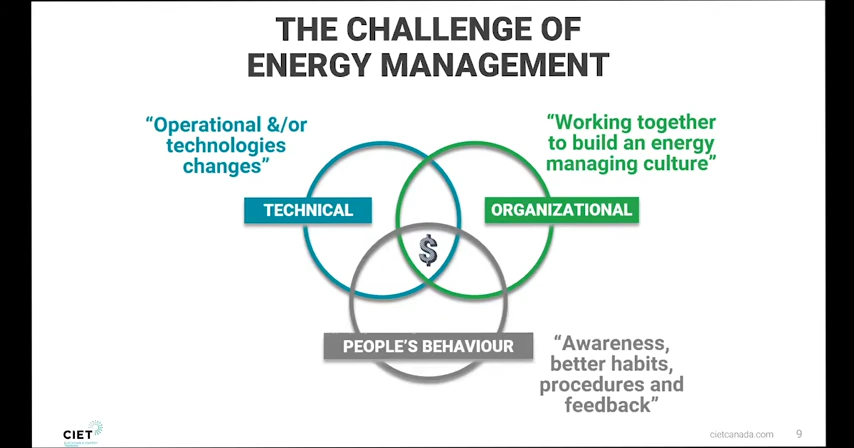 THE CHALLENGE OF
ENERGY MANAGEMENT
“Operational &/or
technologies
changes”
“Working together
to build an energy
managing culture”
TECHNICAL
ORGANIZATIONAL
$
PEOPLE’S BEHAVIOUR
“Awareness,
better habits,
procedures and
feedback”
CIET
cietcanada.com 9